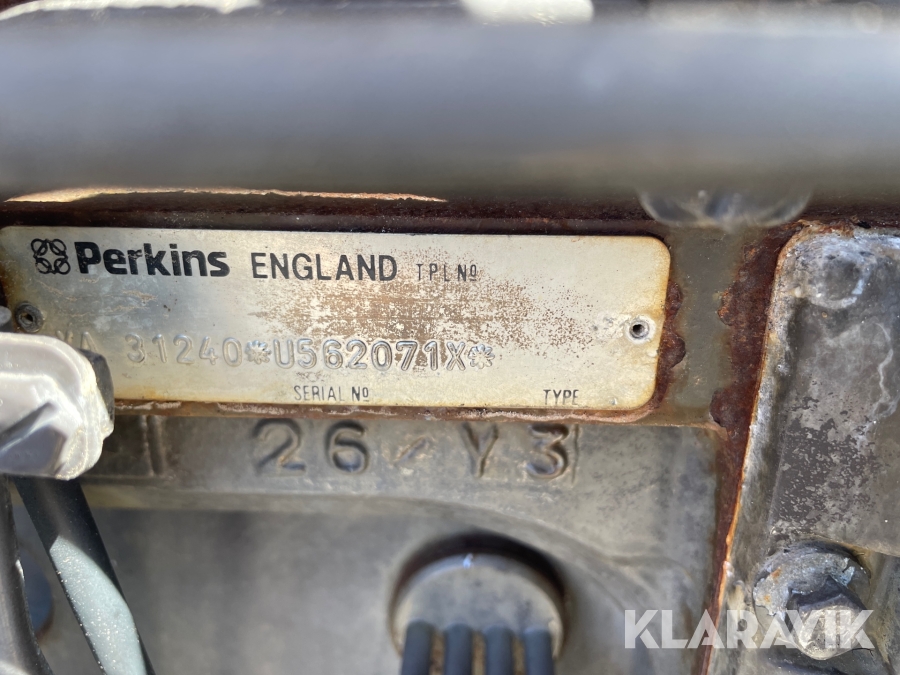 Perkins ENGLAND TPL Nº
A 31240*U562071X*
SERIAL Nº TYPE
26 Y3
KLARAVIK